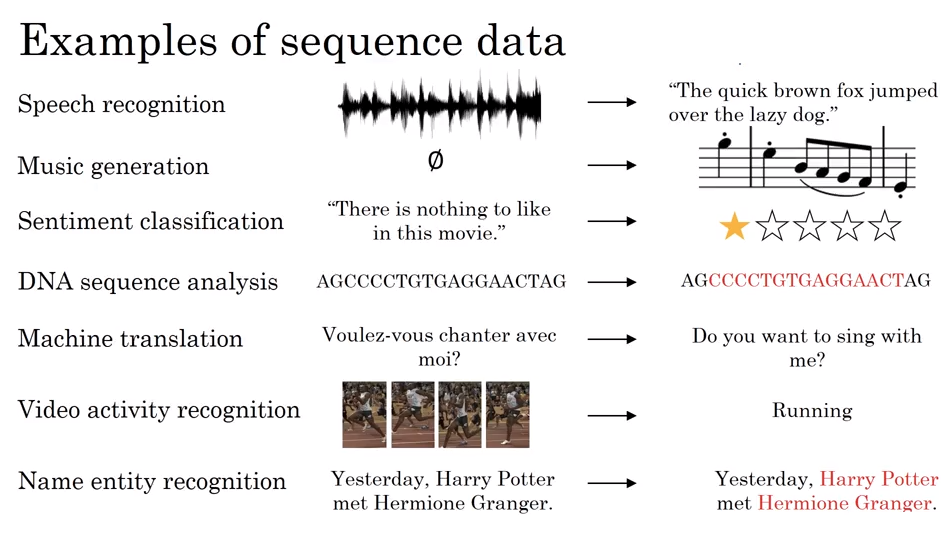 Examples of sequence data
Speech recognition
“The quick brown fox jumped
over the lazy dog.”
Music generation
Ø
Sentiment classification
“There is nothing to like
in this movie.”
DNA sequence analysis
AGCCCCTGTGAGGAACTAG
AGCCCCTGTGAGGAACTAG
Machine translation
Voulez-vous chanter avec
moi?
Do you want to sing with
me?
Video activity recognition
Running
Name entity recognition
Yesterday, Harry Potter
met Hermione Granger.
Yesterday, Harry Potter
met Hermione Granger.